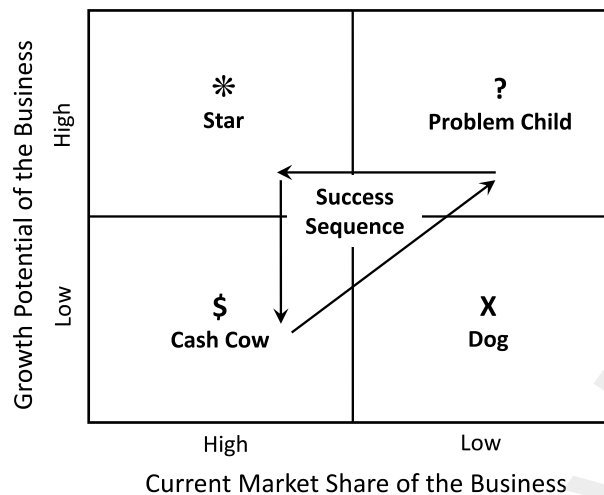 Growth Potential of the Business
High
Low
❊
Star
?
Problem Child
Success
Sequence
$
Cash Cow
X
Dog
High
Low
Current Market Share of the Business